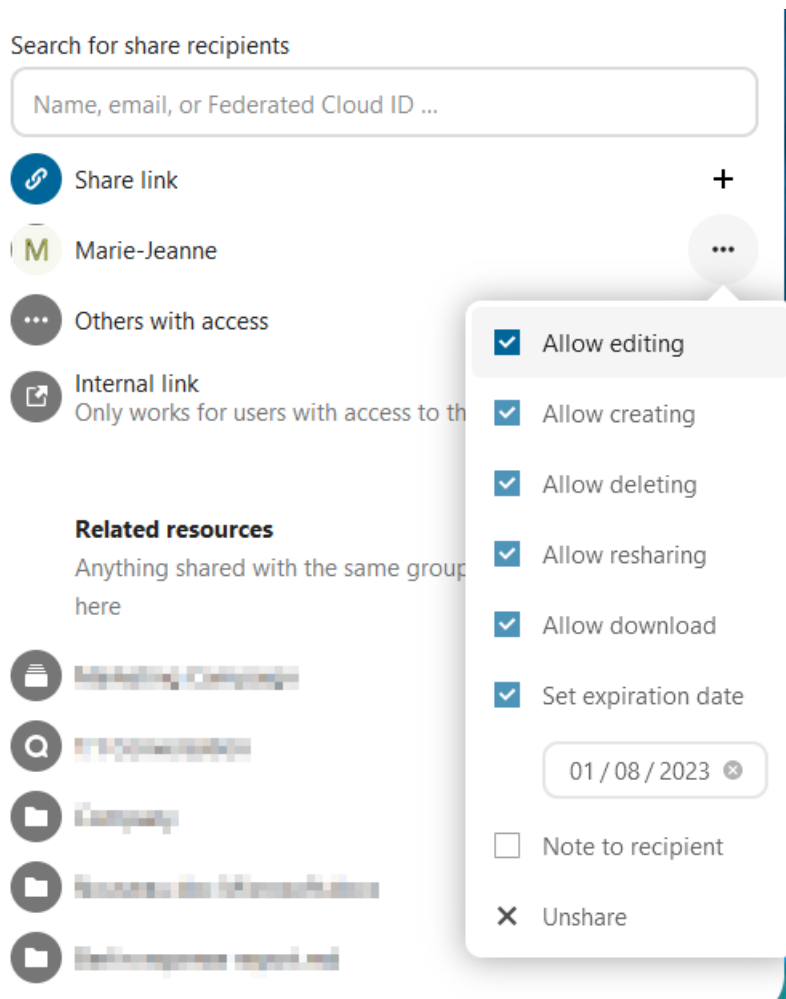 Search for share recipients
Name, email, or Federated Cloud ID ...
Share link
M Marie-Jeanne
Others with access
Internal link
Only works for users with access to th
Allow editing
Allow creating
Allow deleting
Allow resharing
Allow download
Set expiration date
01 / 08 / 2023
Note to recipient
Unshare
Related resources
Anything shared with the same group
here